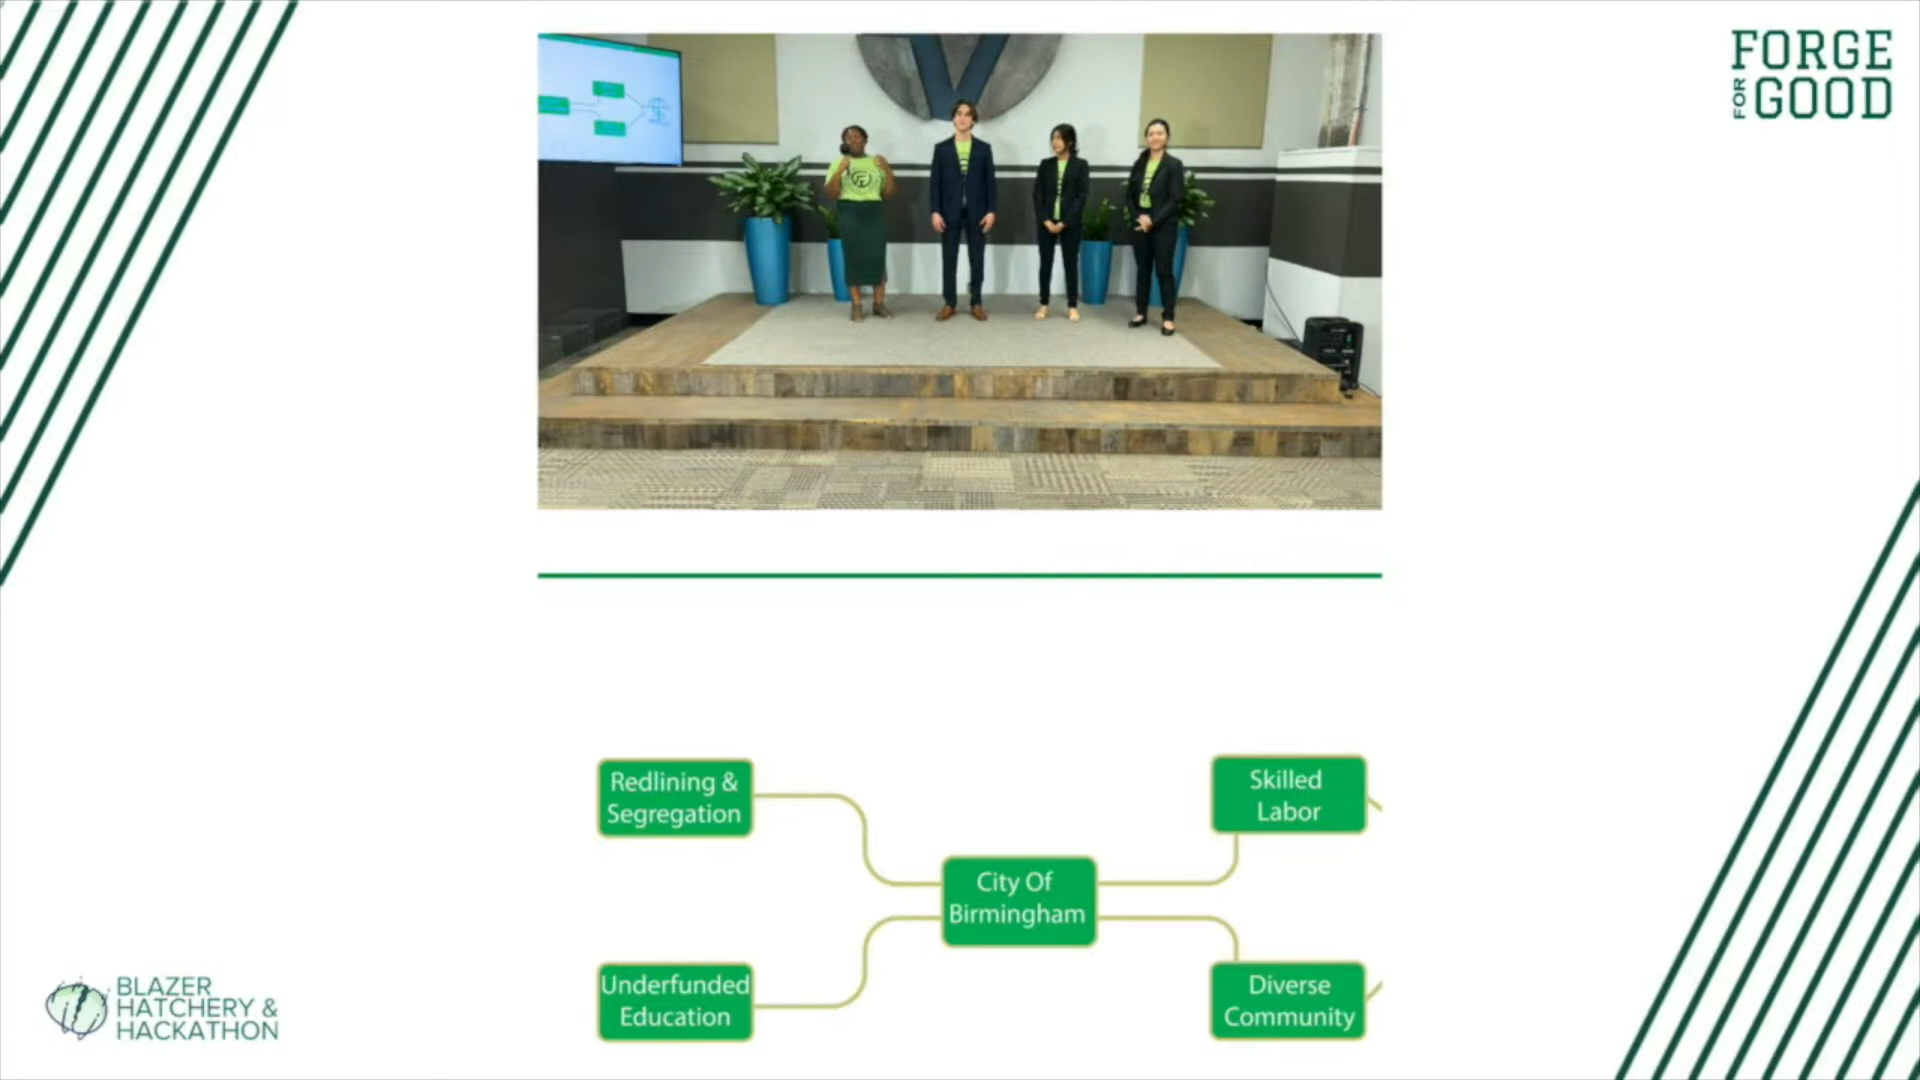 FORGE
FOR GOOD
Redlining &
Segregation
Skilled
Labor
City Of
Birmingham
Underfunded
Education
Diverse
Community
BLAZER
HATCHERY &
HACKATHON